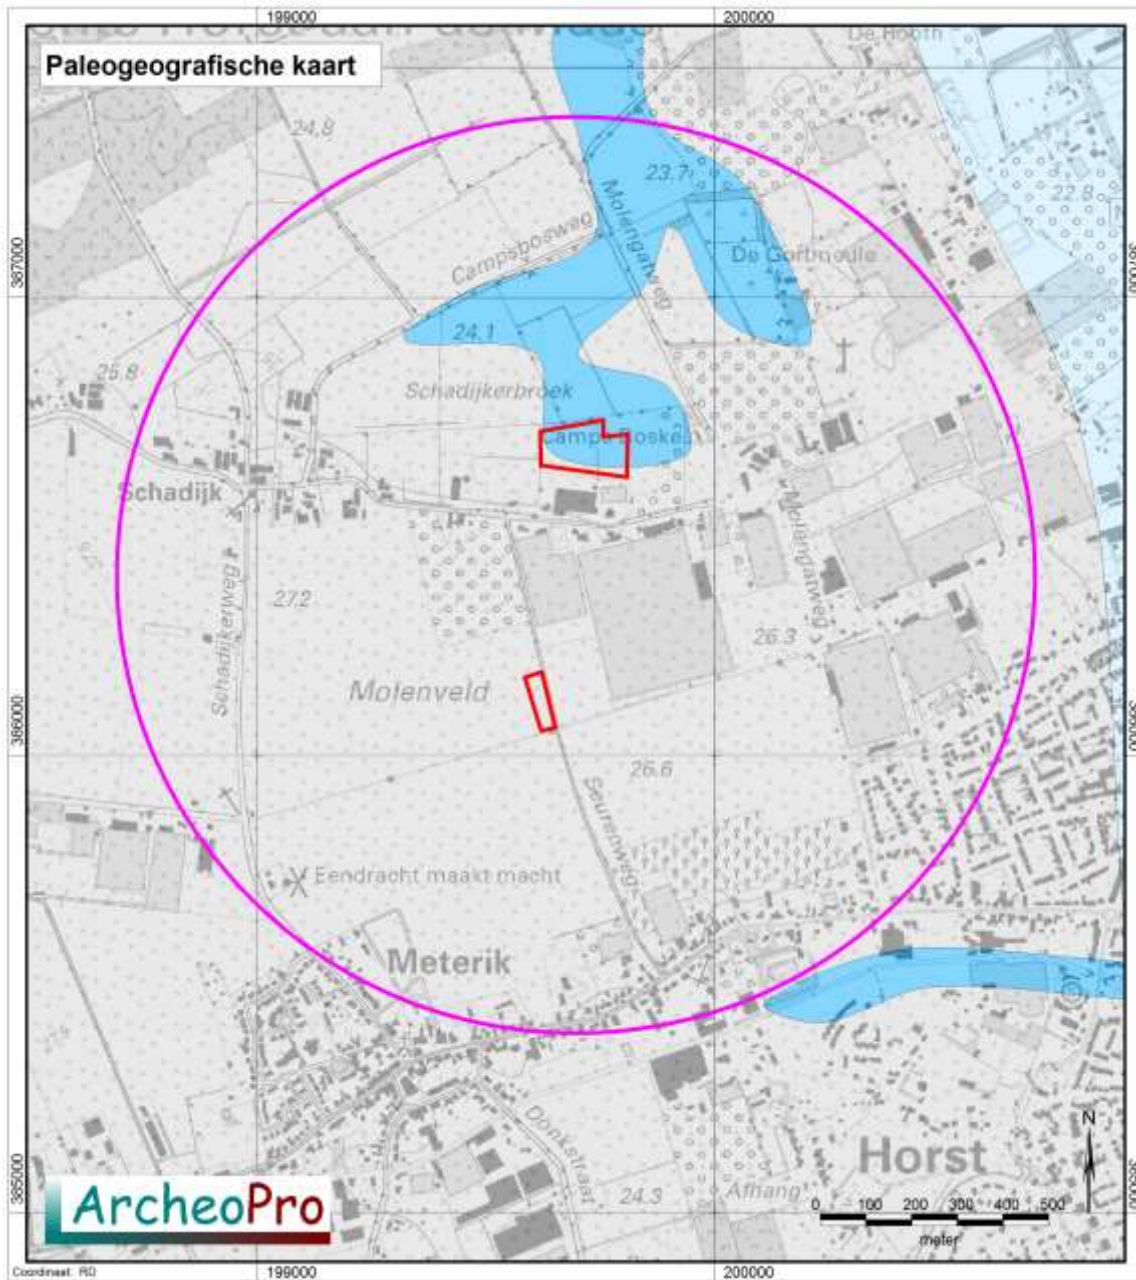 199000
200000
Paleogeografische kaart
De Hooth
24.8
23.7
22.8
Molengatweg
Campsbosweg
387000
24.1
25.8
Schadijkerbroek
Schadijk
Molengatweg
27.2
Schadijkerweg
26.3
Molenveld
386000
26.6
Seurenweg
Eendracht maakt macht
Meterik
Donkstraat
Horst
N
385000
24.3
Afhang
0 100 200 300 400 500
meter
ArcheoPro
Coordinaat: RD
199000
200000